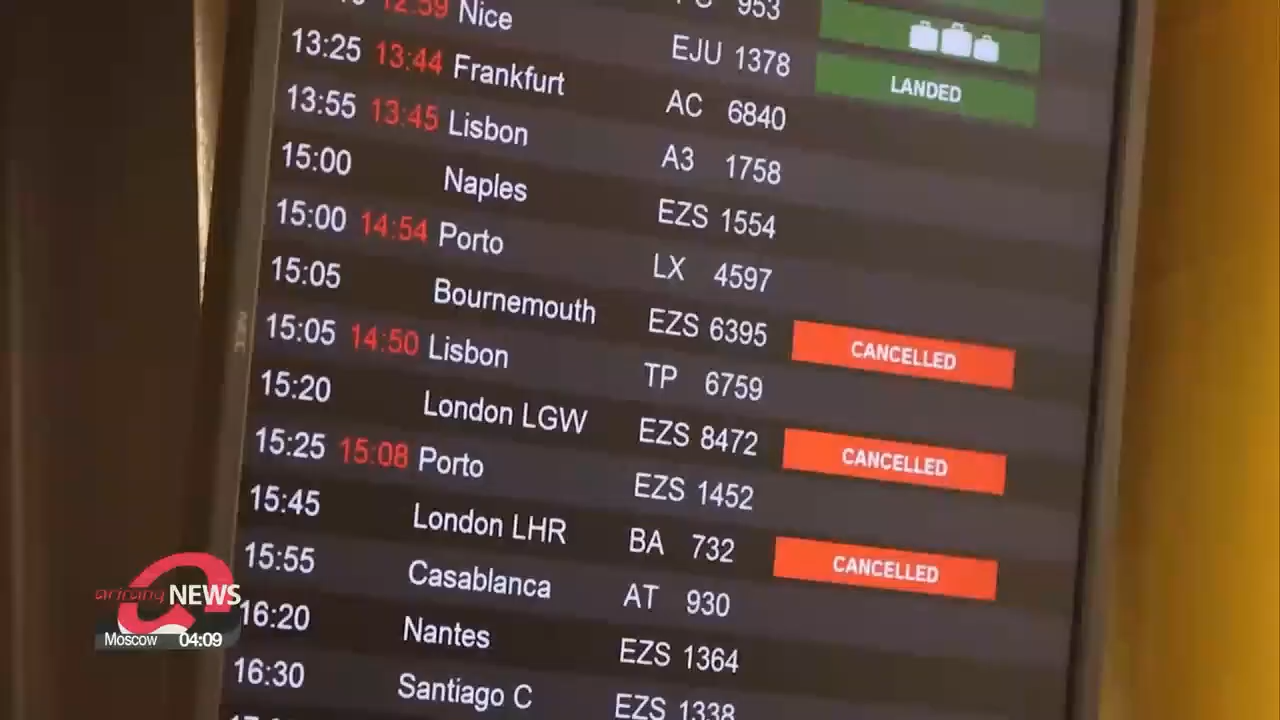 953
12:59 Nice EJU 1378 LANDED
13:25 13:44 Frankfurt AC 6840
13:55 13:45 Lisbon A3 1758
15:00 Naples EZS 1554
15:00 14:54 Porto LX 4597
15:05 Bournemouth EZS 6395 CANCELLED
15:05 14:50 Lisbon TP 6759
15:20 London LGW EZS 8472 CANCELLED
15:25 15:08 Porto EZS 1452
15:45 London LHR BA 732 CANCELLED
15:55 Casablanca AT 930
16:20 Nantes EZS 1364
16:30 Santiago C EZS 1338
arirang NEWS
Moscow 04:09